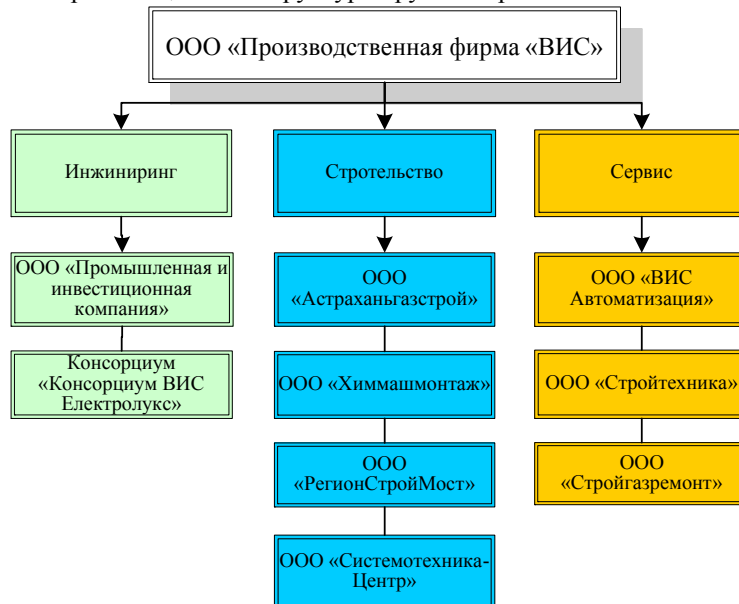 ООО «Производственная фирма «ВИС»
Инжиниринг
Стротельство
Сервис
ООО «Промышленная и
инвестиционная
компания»
ООО
«Астраханьгазстрой»
ООО «ВИС
Автоматизация»
Консорциум
«Консорциум ВИС
Електролукс»
ООО «Химмашмонтаж»
ООО «Стройтехника»
ООО
«РегионСтройМост»
ООО
«Стройгазремонт»
ООО «Системотехника-
Центр»